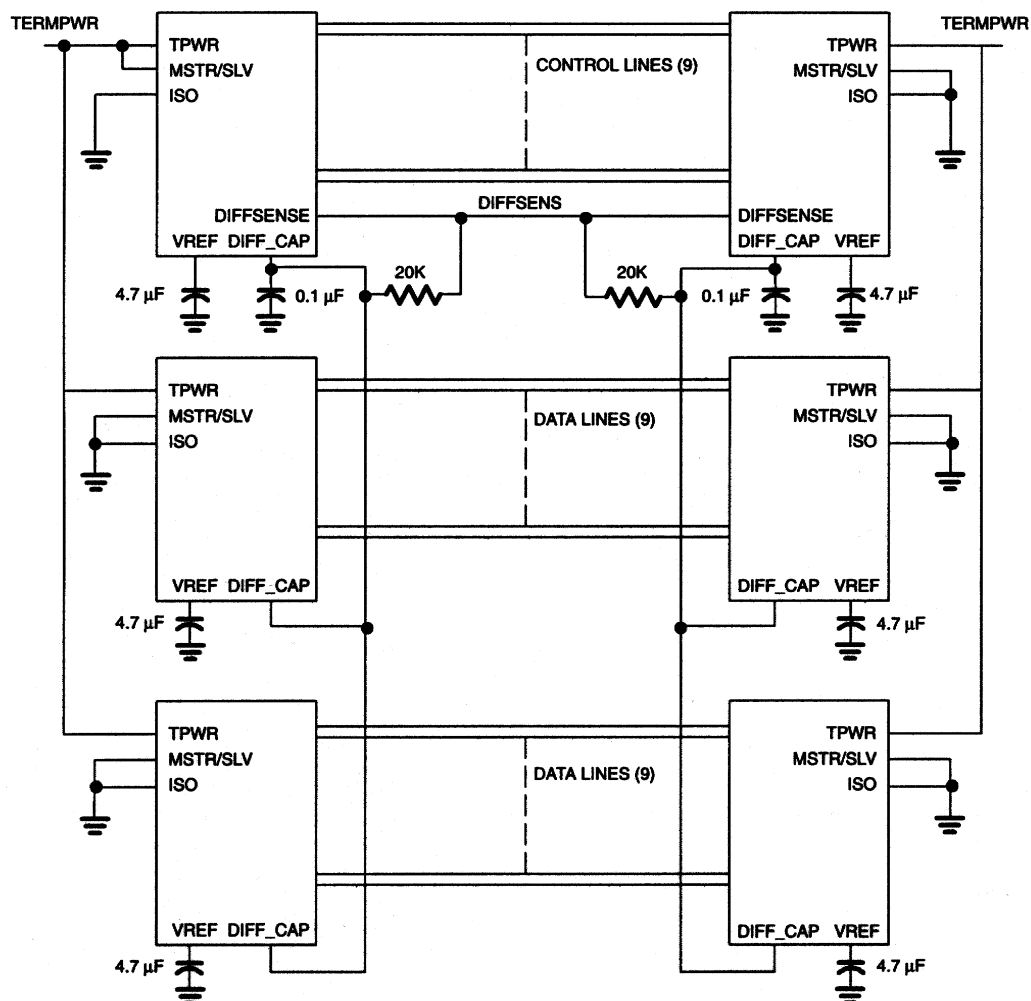 TERMPWR
TERMPWR
TPWR
MSTR/SLV
ISO
CONTROL LINES (9)
TPWR
MSTR/SLV
ISO
DIFFSENSE
DIFFSENS
DIFFSENSE
VREF DIFF_CAP
DIFF_CAP VREF
4.7 µF
0.1 µF
20K
20K
0.1 µF
4.7 µF
TPWR
MSTR/SLV
ISO
DATA LINES (9)
TPWR
MSTR/SLV
ISO
VREF DIFF_CAP
DIFF_CAP VREF
4.7 µF
4.7 µF
TPWR
MSTR/SLV
ISO
DATA LINES (9)
TPWR
MSTR/SLV
ISO
VREF DIFF_CAP
DIFF_CAP VREF
4.7 µF
4.7 µF